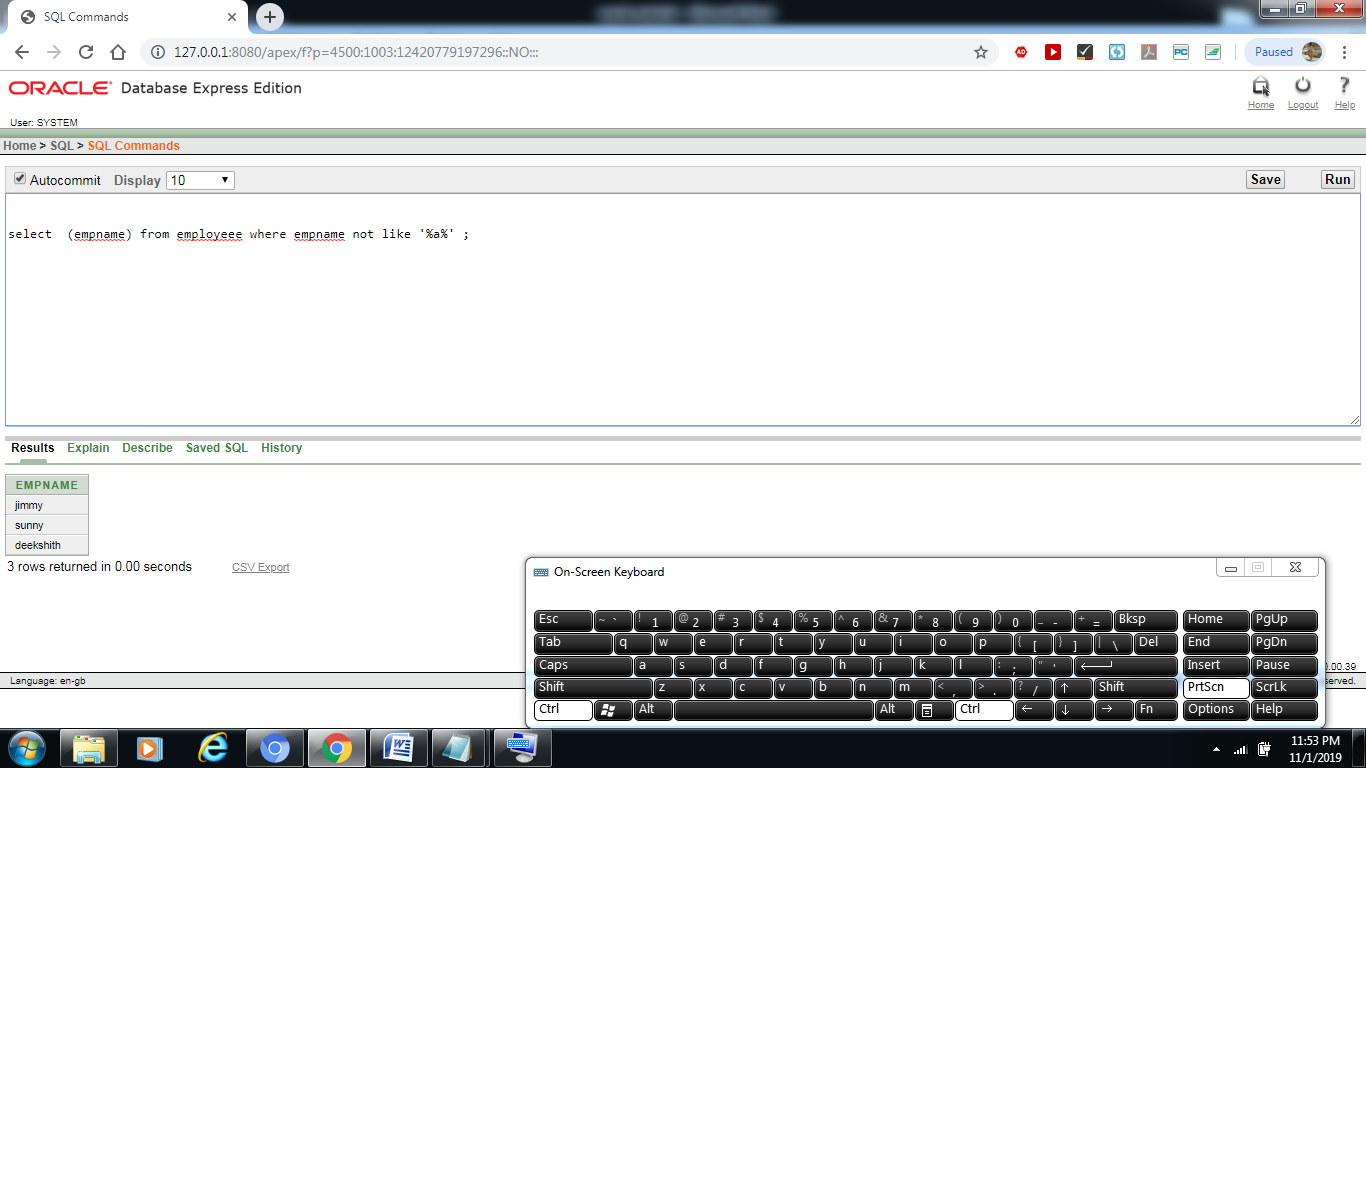 SQL Commands
127.0.0.1:8080/apex/f?p=4500:1003:12420779197296::NO:::
Paused
ORACLE Database Express Edition
Home Logout Help
User: SYSTEM
Home > SQL > SQL Commands
Autocommit Display 10 Save Run
select (empname) from employeee where empname not like '%a%' ;
Results Explain Describe Saved SQL History
EMPNAME
jimmy
sunny
deekshith
3 rows returned in 0.00 seconds CSV Export
On-Screen Keyboard
Esc ~ ` ! 1 @ 2 # 3 $ 4 % 5 ^ 6 & 7 * 8 ( 9 ) 0 _ - + = Bksp Home PgUp
Tab q w e r t y u i o p { [ } ] | \ Del End PgDn
Caps a s d f g h j k l : ; " ' Insert Pause
.00.39
Language: en-gb
served.
Shift z x c v b n m < , > . ? / ↑ Shift PrtScn ScrLk
Ctrl Alt Alt Ctrl ← ↓ → Fn Options Help
11:53 PM
11/1/2019